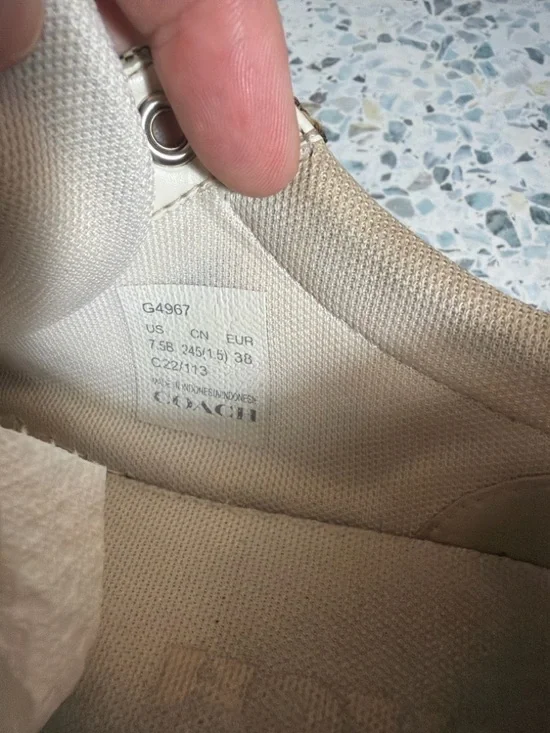 G4967
US CN EUR
7.5B 245(1.5) 38
C22/113
MADE IN INDONESIA/INDONESIE
COACH